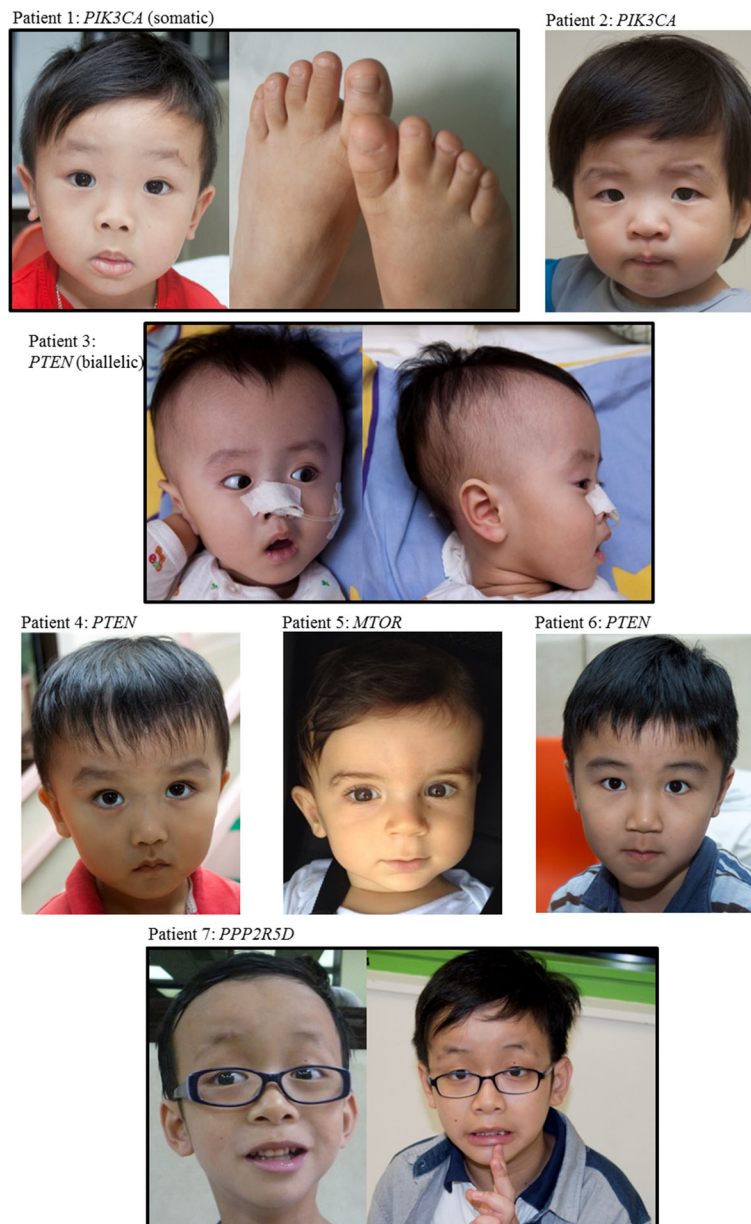 Patient 1: PIK3CA (somatic)
Patient 2: PIK3CA
Patient 3:
PTEN (biallelic)
Patient 4: PTEN
Patient 5: MTOR
Patient 6: PTEN
Patient 7: PPP2R5D